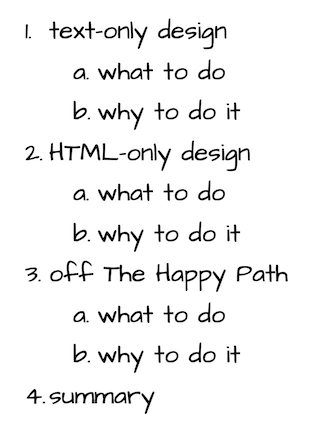 1. text-only design
a. what to do
b. why to do it
2. HTML-only design
a. what to do
b. why to do it
3. off The Happy Path
a. what to do
b. why to do it
4. summary